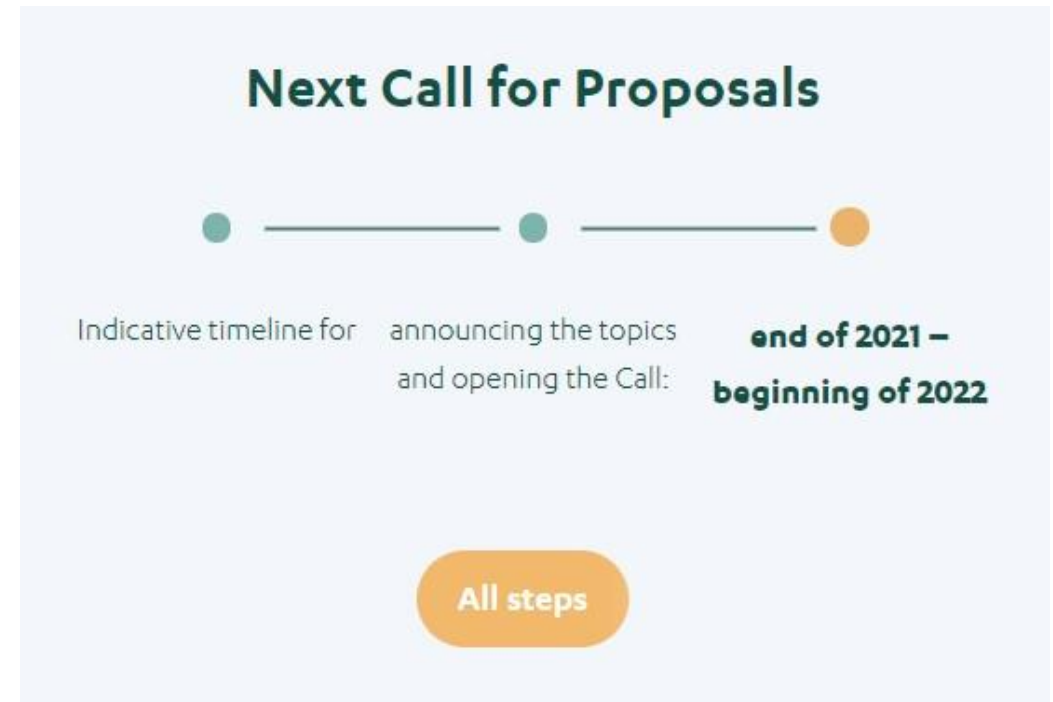 Next Call for Proposals
Indicative timeline for
announcing the topics
and opening the Call:
end of 2021 –
beginning of 2022
All steps